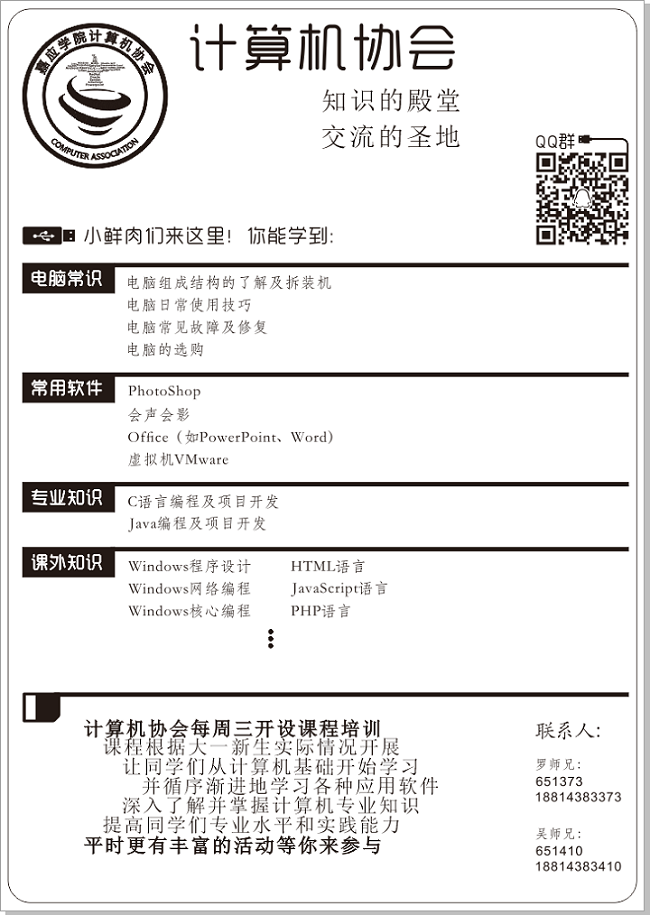 嘉应学院计算机协会
COMPUTER ASSOCIATION
计算机协会
知识的殿堂
交流的圣地
QQ群
小鲜肉们来这里！你能学到：
电脑常识
电脑组成结构的了解及拆装机
电脑日常使用技巧
电脑常见故障及修复
电脑的选购
常用软件
PhotoShop
会声会影
Office（如PowerPoint、Word）
虚拟机VMware
专业知识
C语言编程及项目开发
Java编程及项目开发
课外知识
Windows程序设计 HTML语言
Windows网络编程 JavaScript语言
Windows核心编程 PHP语言
计算机协会每周三开设课程培训
课程根据大一新生实际情况开展
让同学们从计算机基础开始学习
并循序渐进地学习各种应用软件
深入了解并掌握计算机专业知识
提高同学们专业水平和实践能力
平时更有丰富的活动等你来参与
联系人：
罗师兄：
651373
18814383373
吴师兄：
651410
18814383410